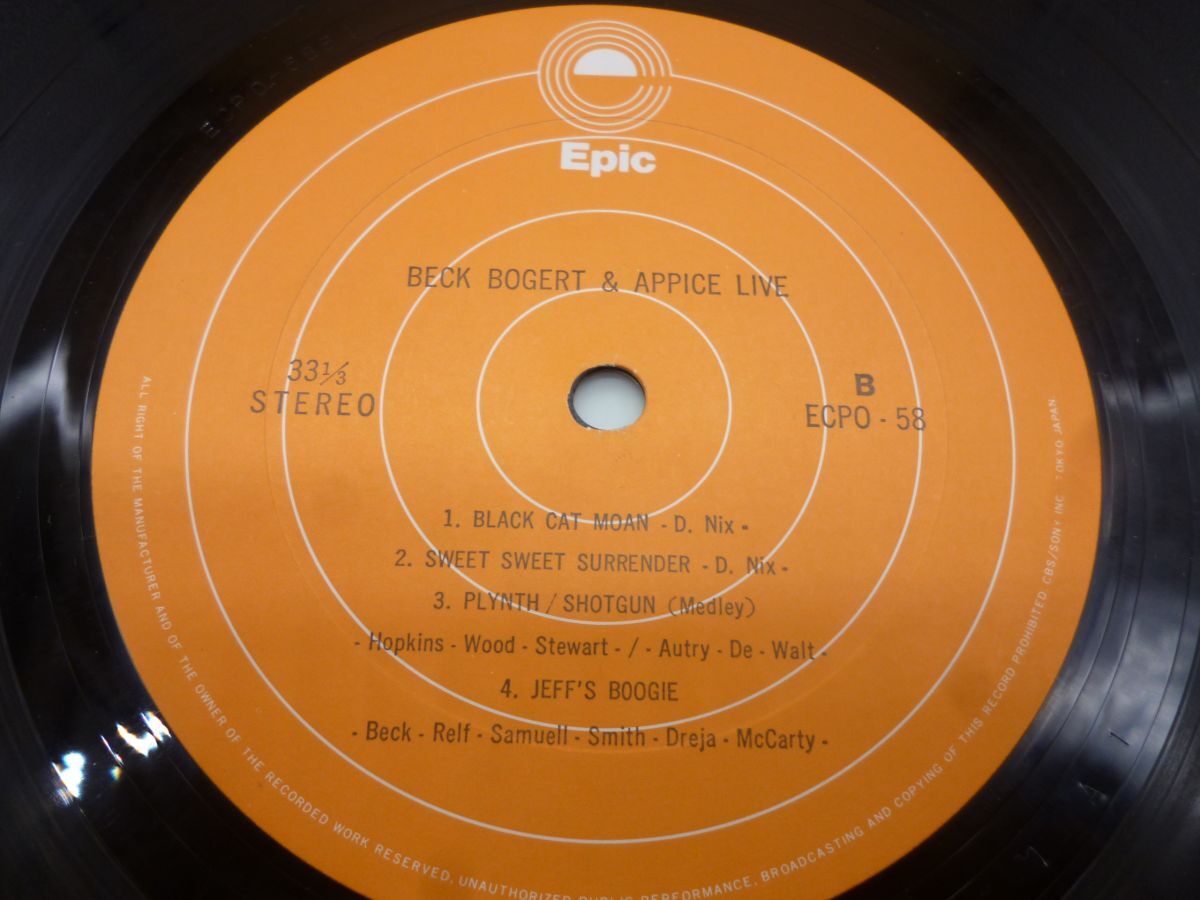 Epic
BECK BOGERT & APPICE LIVE
33⅓
STEREO
B
ECPO - 58
1. BLACK CAT MOAN - D. Nix -
2. SWEET SWEET SURRENDER - D. Nix -
3. PLYNTH / SHOTGUN (Medley)
- Hopkins - Wood - Stewart - / - Autry - De - Walt -
4. JEFF'S BOOGIE
- Beck - Relf - Samuell - Smith - Dreja - McCarty -
ALL RIGHT OF THE MANUFACTURER AND OF THE OWNER OF THE RECORDED WORK RESERVED, UNAUTHORIZED PUBLIC PERFORMANCE, BROADCASTING AND COPYING OF THIS RECORD PROHIBITED CBS/SONY INC. TOKYO JAPAN.